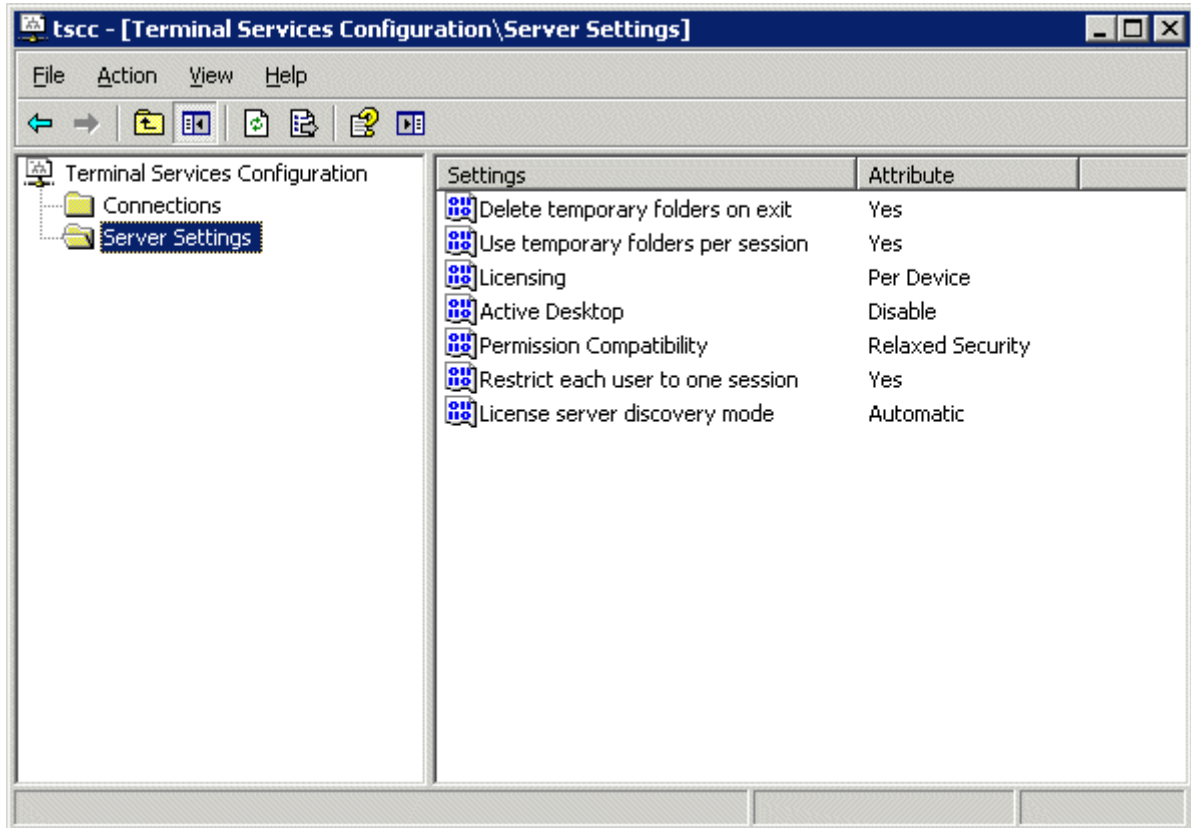 tscc - [Terminal Services Configuration\Server Settings]
File Action View Help
Terminal Services Configuration
Connections
Server Settings
Settings Attribute
Delete temporary folders on exit Yes
Use temporary folders per session Yes
Licensing Per Device
Active Desktop Disable
Permission Compatibility Relaxed Security
Restrict each user to one session Yes
License server discovery mode Automatic